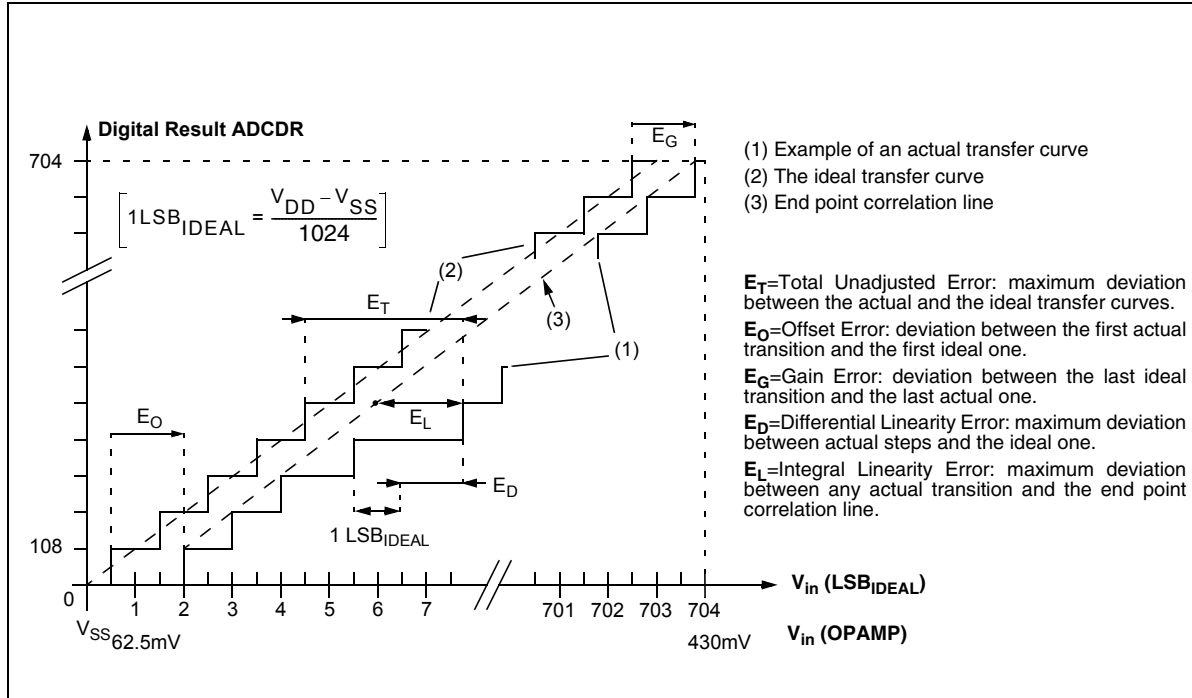 Digital Result ADCDR
704
[1LSB_IDEAL = (V_DD – V_SS) / 1024]
108
0
E_G
(1) Example of an actual transfer curve
(2) The ideal transfer curve
(3) End point correlation line
E_T=Total Unadjusted Error: maximum deviation
between the actual and the ideal transfer curves.
E_O=Offset Error: deviation between the first actual
transition and the first ideal one.
E_G=Gain Error: deviation between the last ideal
transition and the last actual one.
E_D=Differential Linearity Error: maximum deviation
between actual steps and the ideal one.
E_L=Integral Linearity Error: maximum deviation
between any actual transition and the end point
correlation line.
(2)
E_T
(3)
(1)
E_O
E_L
E_D
1 LSB_IDEAL
1 2 3 4 5 6 7 701 702 703 704
V_in (LSB_IDEAL)
V_SS 62.5mV 430mV
V_in (OPAMP)